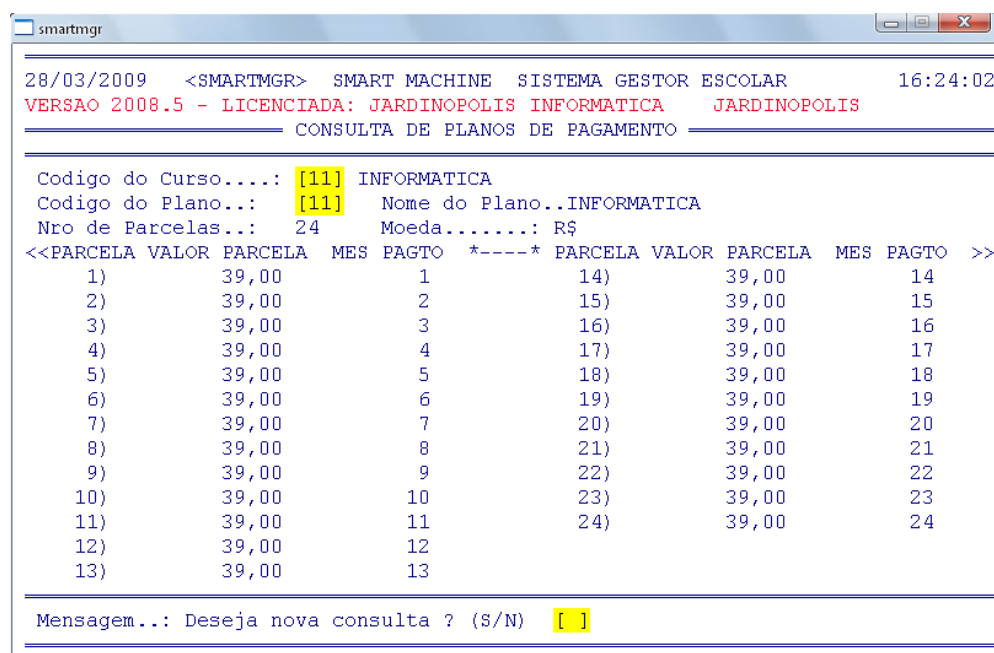 smartmgr
28/03/2009 <SMARTMGR> SMART MACHINE SISTEMA GESTOR ESCOLAR 16:24:02
VERSAO 2008.5 - LICENCIADA: JARDINOPOLIS INFORMATICA JARDINOPOLIS
CONSULTA DE PLANOS DE PAGAMENTO
Codigo do Curso....: [11] INFORMATICA
Codigo do Plano..: [11] Nome do Plano..INFORMATICA
Nro de Parcelas..: 24 Moeda.......: R$
<<PARCELA VALOR PARCELA MES PAGTO *----* PARCELA VALOR PARCELA MES PAGTO >>
1) 39,00 1 14) 39,00 14
2) 39,00 2 15) 39,00 15
3) 39,00 3 16) 39,00 16
4) 39,00 4 17) 39,00 17
5) 39,00 5 18) 39,00 18
6) 39,00 6 19) 39,00 19
7) 39,00 7 20) 39,00 20
8) 39,00 8 21) 39,00 21
9) 39,00 9 22) 39,00 22
10) 39,00 10 23) 39,00 23
11) 39,00 11 24) 39,00 24
12) 39,00 12
13) 39,00 13
Mensagem..: Deseja nova consulta ? (S/N) [ ]